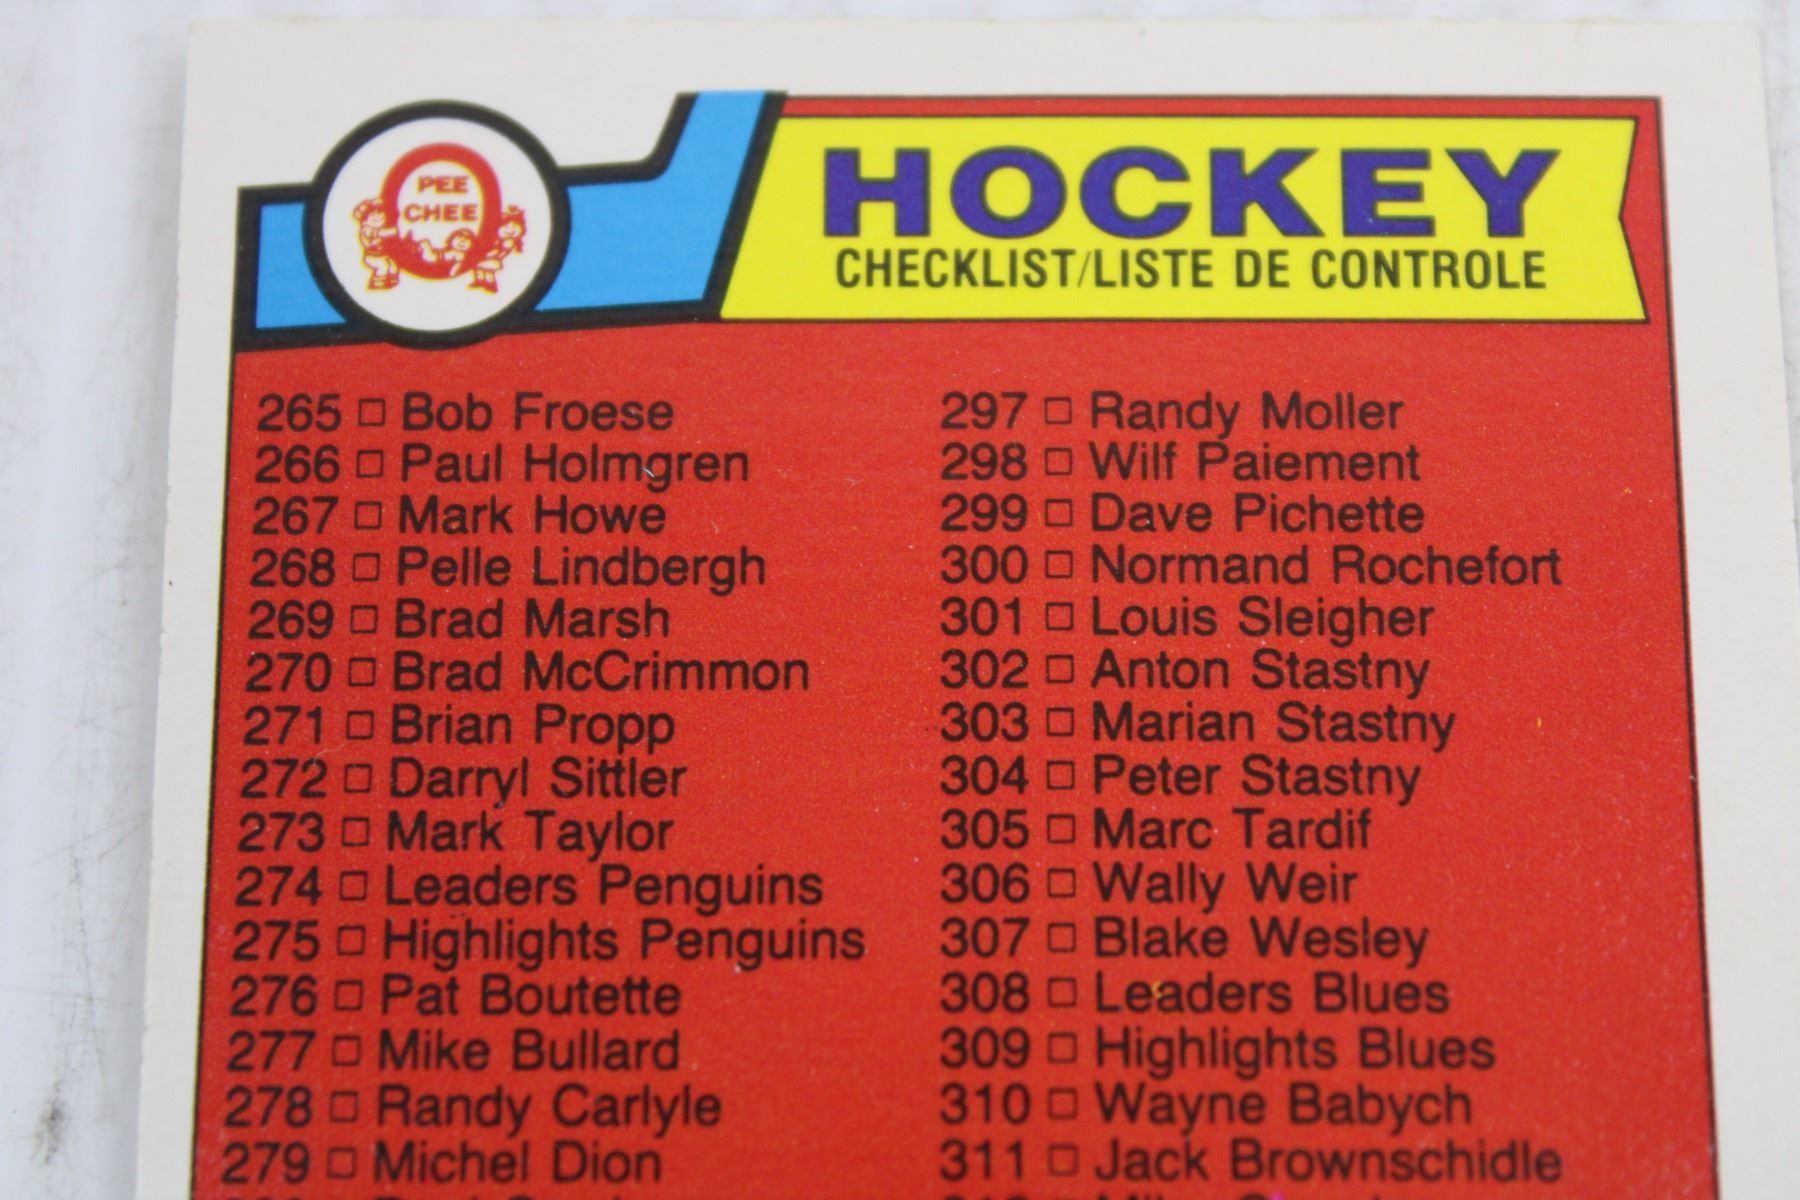 PEE
CHEE
HOCKEY
CHECKLIST/LISTE DE CONTROLE
265 □ Bob Froese
266 □ Paul Holmgren
267 □ Mark Howe
268 □ Pelle Lindbergh
269 □ Brad Marsh
270 □ Brad McCrimmon
271 □ Brian Propp
272 □ Darryl Sittler
273 □ Mark Taylor
274 □ Leaders Penguins
275 □ Highlights Penguins
276 □ Pat Boutette
277 □ Mike Bullard
278 □ Randy Carlyle
279 □ Michel Dion
297 □ Randy Moller
298 □ Wilf Paiement
299 □ Dave Pichette
300 □ Normand Rochefort
301 □ Louis Sleigher
302 □ Anton Stastny
303 □ Marian Stastny
304 □ Peter Stastny
305 □ Marc Tardif
306 □ Wally Weir
307 □ Blake Wesley
308 □ Leaders Blues
309 □ Highlights Blues
310 □ Wayne Babych
311 □ Jack Brownschidle